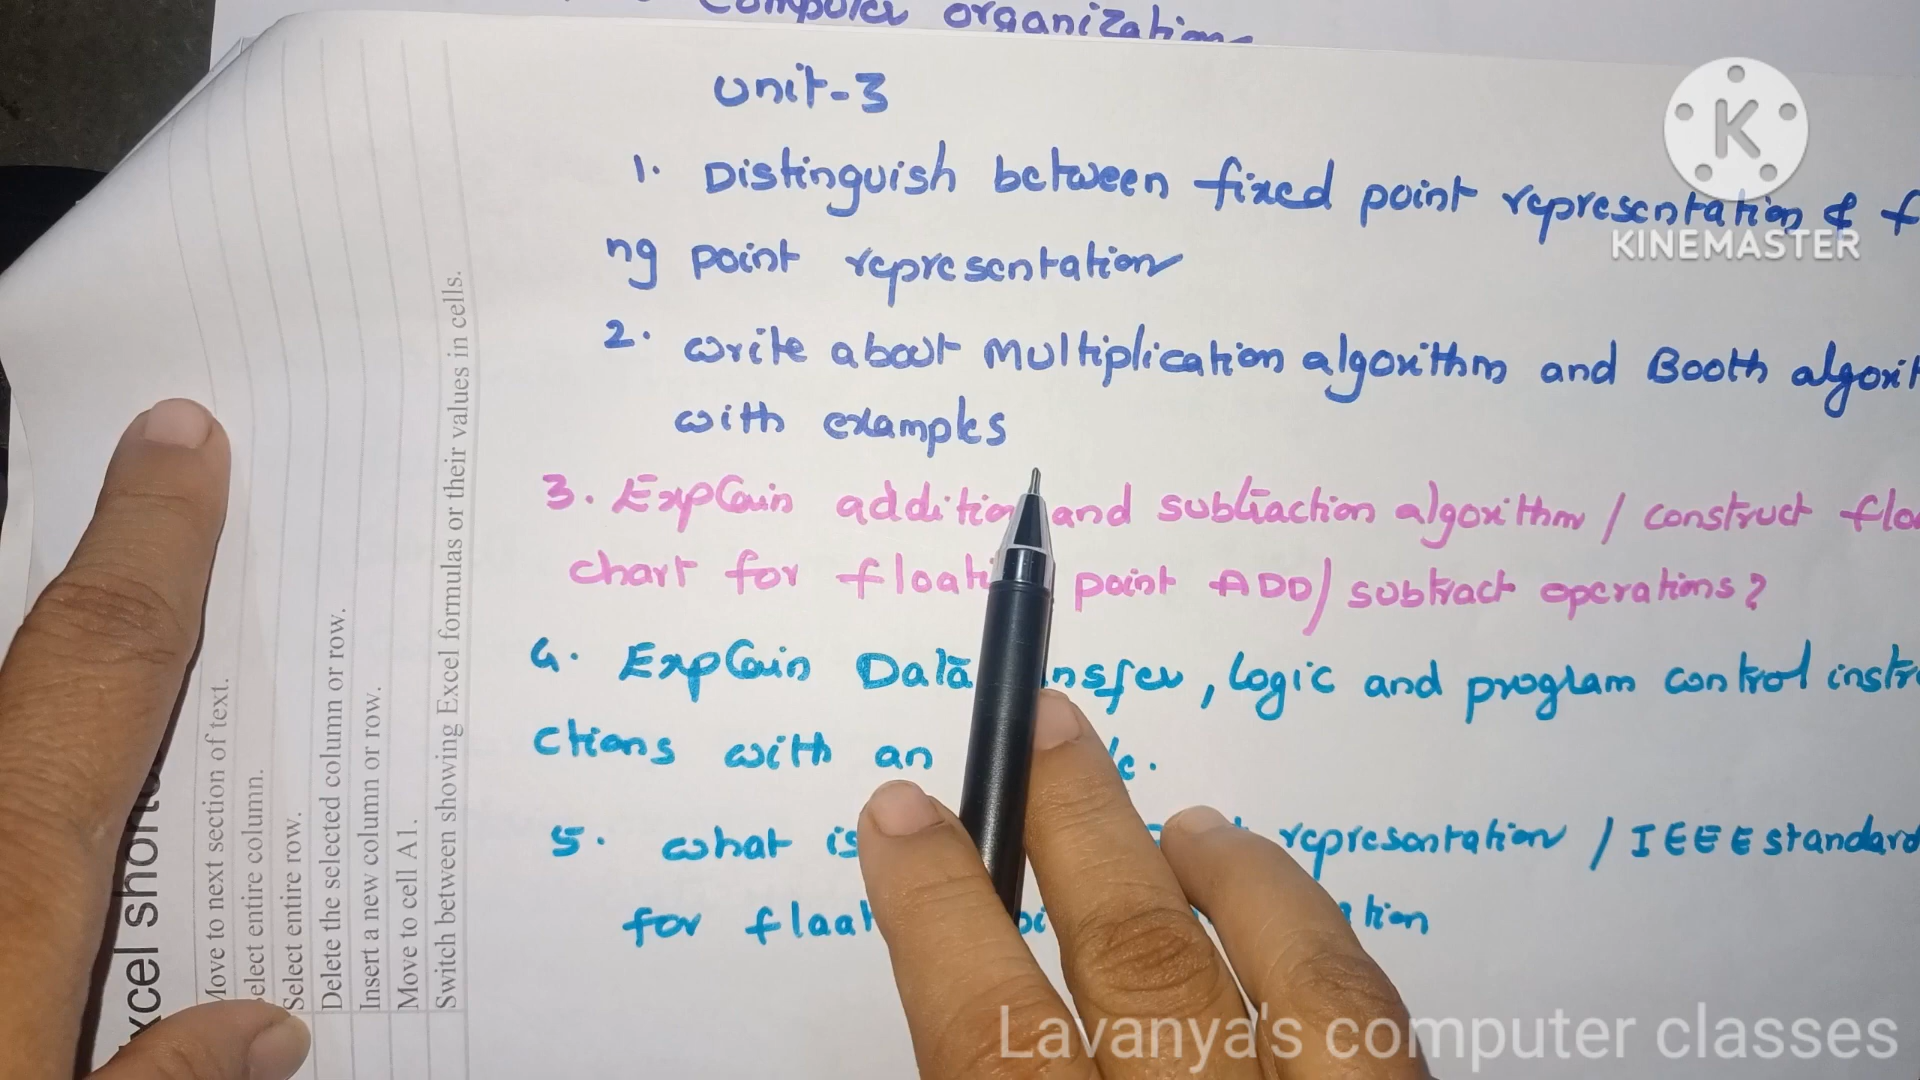 Computer organization
Unit-3
1. Distinguish between fixed point representation & f
ng point representation
2. write about Multiplication algorithm and Booth algorit
with examples
3. Explain addition and subtraction algorithm / construct flo
chart for floati point ADD/ subtract operations?
4. Explain Data nsfer, logic and program control instr
ctions with an
5. what is representation / IEEE standard
for float tion
KINEMASTER
Move to next section of text.
elect entire column.
Select entire row.
Delete the selected column or row.
Insert a new column or row.
Move to cell A1.
Switch between showing Excel formulas or their values in cells.
Lavanya's computer classes